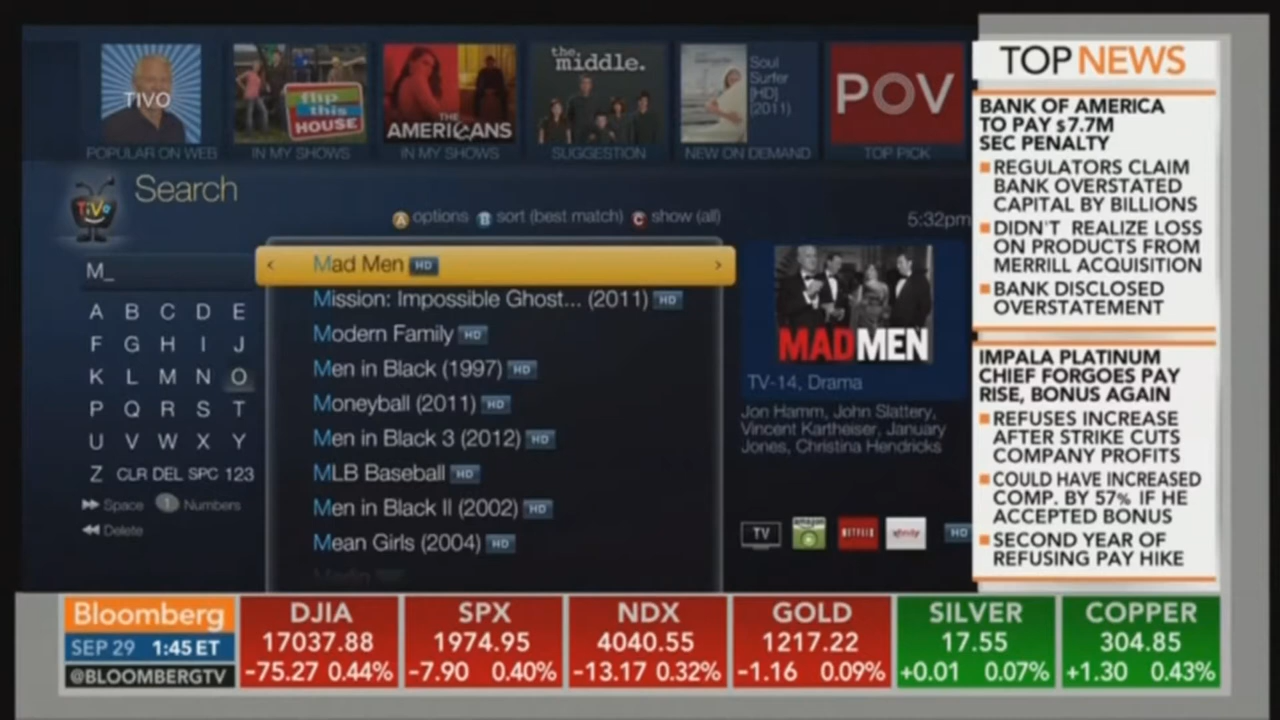 TIVO
flip
this
HOUSE
THE
AMERICANS
the
middle.
Soul
Surfer
[HD]
(2011)
POV
POPULAR ON WEB
IN MY SHOWS
IN MY SHOWS
SUGGESTION
NEW ON DEMAND
TOP PICK
TiVo
Search
A options B sort (best match) C show (all)
5:32pm
M_
A B C D E
F G H I J
K L M N O
P Q R S T
U V W X Y
Z CLR DEL SPC 123
Space 1 Numbers
Delete
Mad Men HD
Mission: Impossible Ghost... (2011) HD
Modern Family HD
Men in Black (1997) HD
Moneyball (2011) HD
Men in Black 3 (2012) HD
MLB Baseball HD
Men in Black II (2002) HD
Mean Girls (2004) HD
MADMEN
TV-14, Drama
Jon Hamm, John Slattery,
Vincent Kartheiser, January
Jones, Christina Hendricks
TV amazon NETFLIX xfinity HD
TOP NEWS
BANK OF AMERICA
TO PAY $7.7M
SEC PENALTY
REGULATORS CLAIM
BANK OVERSTATED
CAPITAL BY BILLIONS
DIDN'T REALIZE LOSS
ON PRODUCTS FROM
MERRILL ACQUISITION
BANK DISCLOSED
OVERSTATEMENT
IMPALA PLATINUM
CHIEF FORGOES PAY
RISE, BONUS AGAIN
REFUSES INCREASE
AFTER STRIKE CUTS
COMPANY PROFITS
COULD HAVE INCREASED
COMP. BY 57% IF HE
ACCEPTED BONUS
SECOND YEAR OF
REFUSING PAY HIKE
Bloomberg
SEP 29 1:45 ET
@BLOOMBERGTV
DJIA
17037.88
-75.27 0.44%
SPX
1974.95
-7.90 0.40%
NDX
4040.55
-13.17 0.32%
GOLD
1217.22
-1.16 0.09%
SILVER
17.55
+0.01 0.07%
COPPER
304.85
+1.30 0.43%